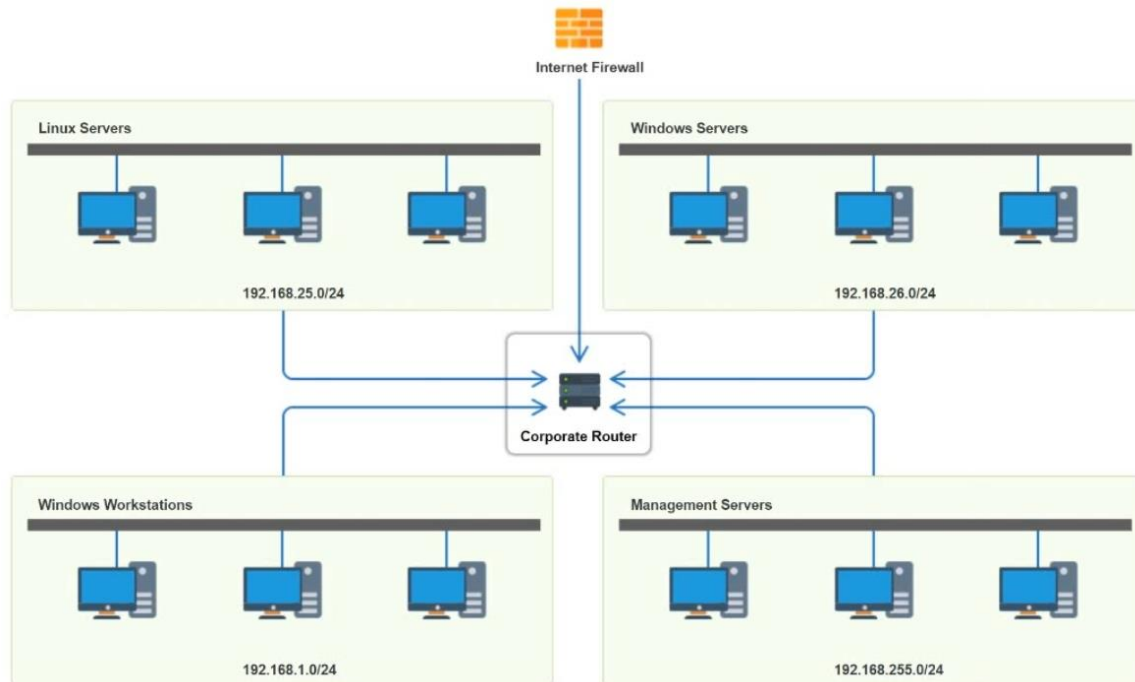 Internet Firewall
Linux Servers
192.168.25.0/24
Windows Servers
192.168.26.0/24
Corporate Router
Windows Workstations
192.168.1.0/24
Management Servers
192.168.255.0/24